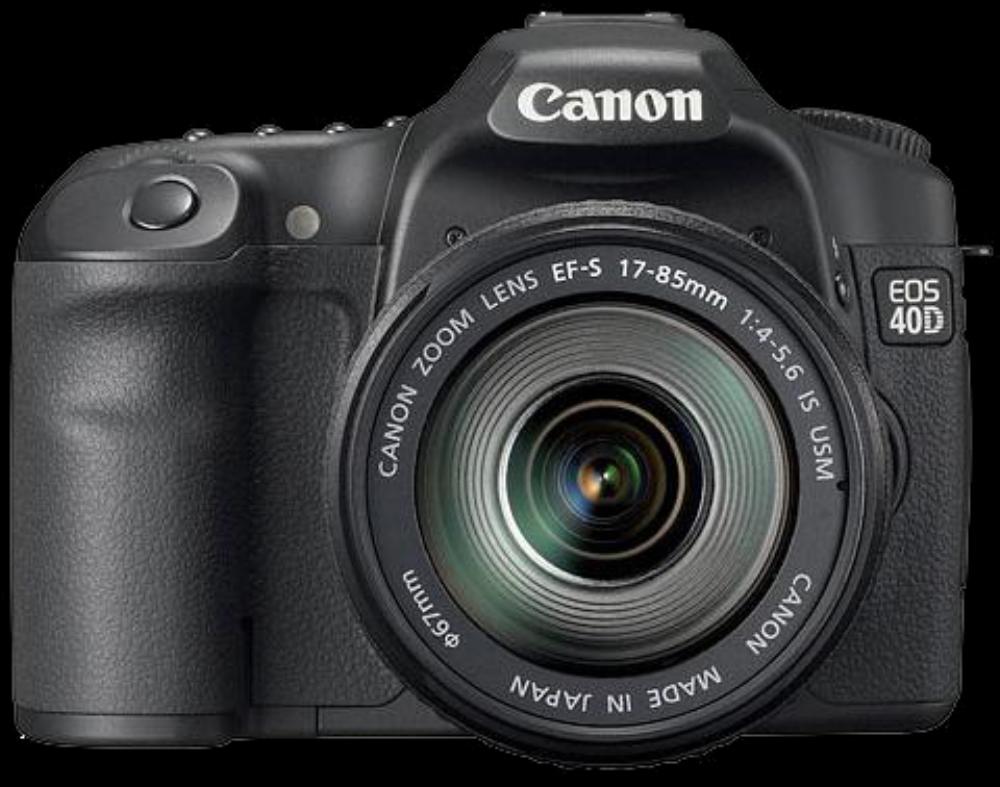 Canon
EOS
40D
CANON ZOOM LENS EF-S 17-85mm 1:4-5.6 IS USM
CANON
MADE IN JAPAN
Φ67mm